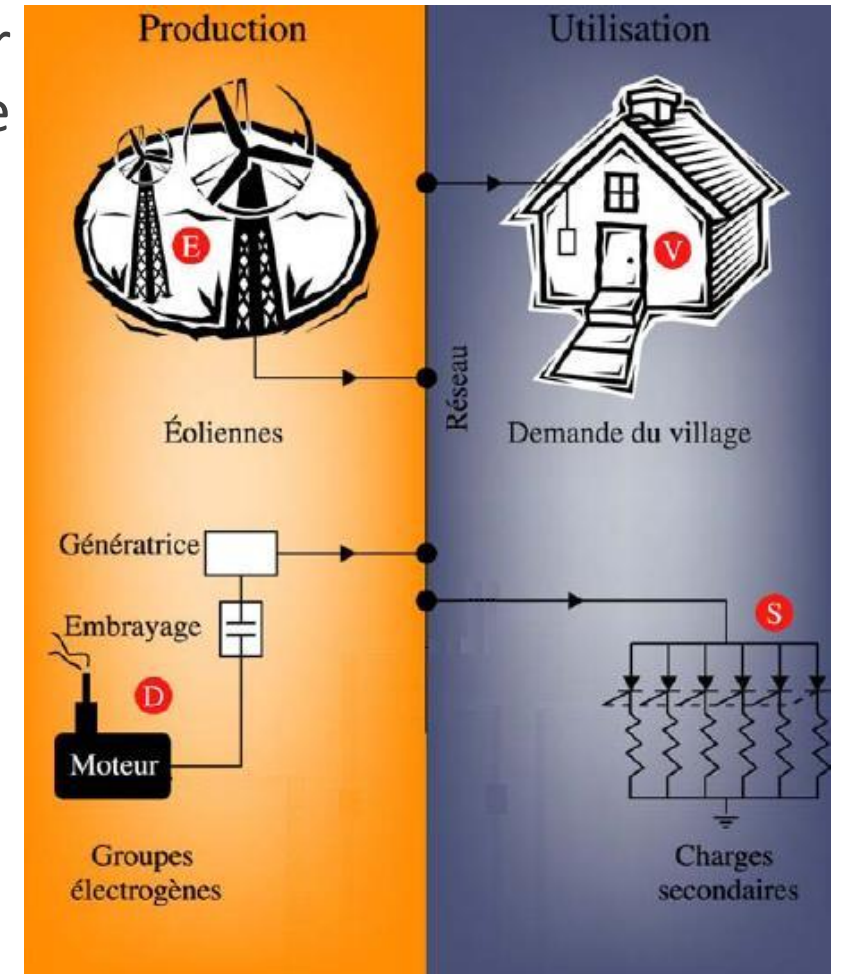 r
e
Production
Utilisation
E
V
Réseau
Éoliennes
Demande du village
Génératrice
Embrayage
D
Moteur
S
Groupes
électrogènes
Charges
secondaires